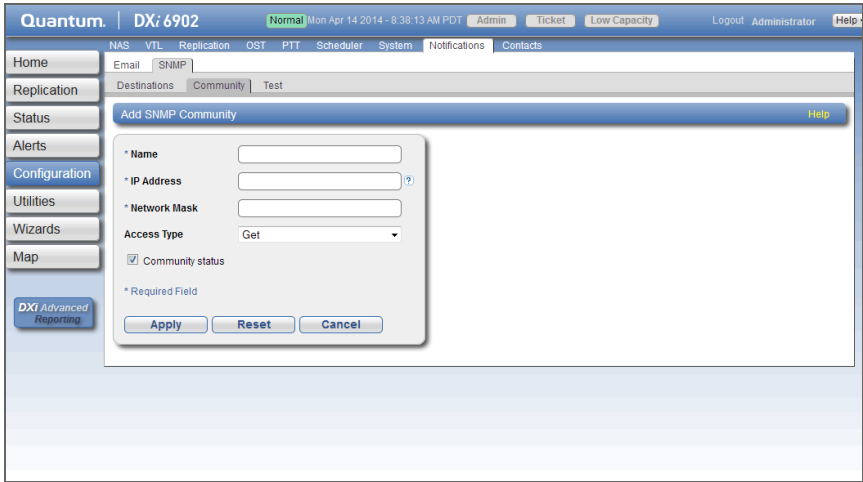 Quantum. DXi 6902 Normal Mon Apr 14 2014 - 8:38:13 AM PDT Admin Ticket Low Capacity Logout Administrator Help
NAS VTL Replication OST PTT Scheduler System Notifications Contacts
Home
Email SNMP
Replication
Destinations Community Test
Status
Add SNMP Community Help
Alerts
* Name
Configuration
* IP Address ?
Utilities
* Network Mask
Wizards
Access Type Get
Map
Community status
* Required Field
DXi Advanced
Reporting
Apply Reset Cancel